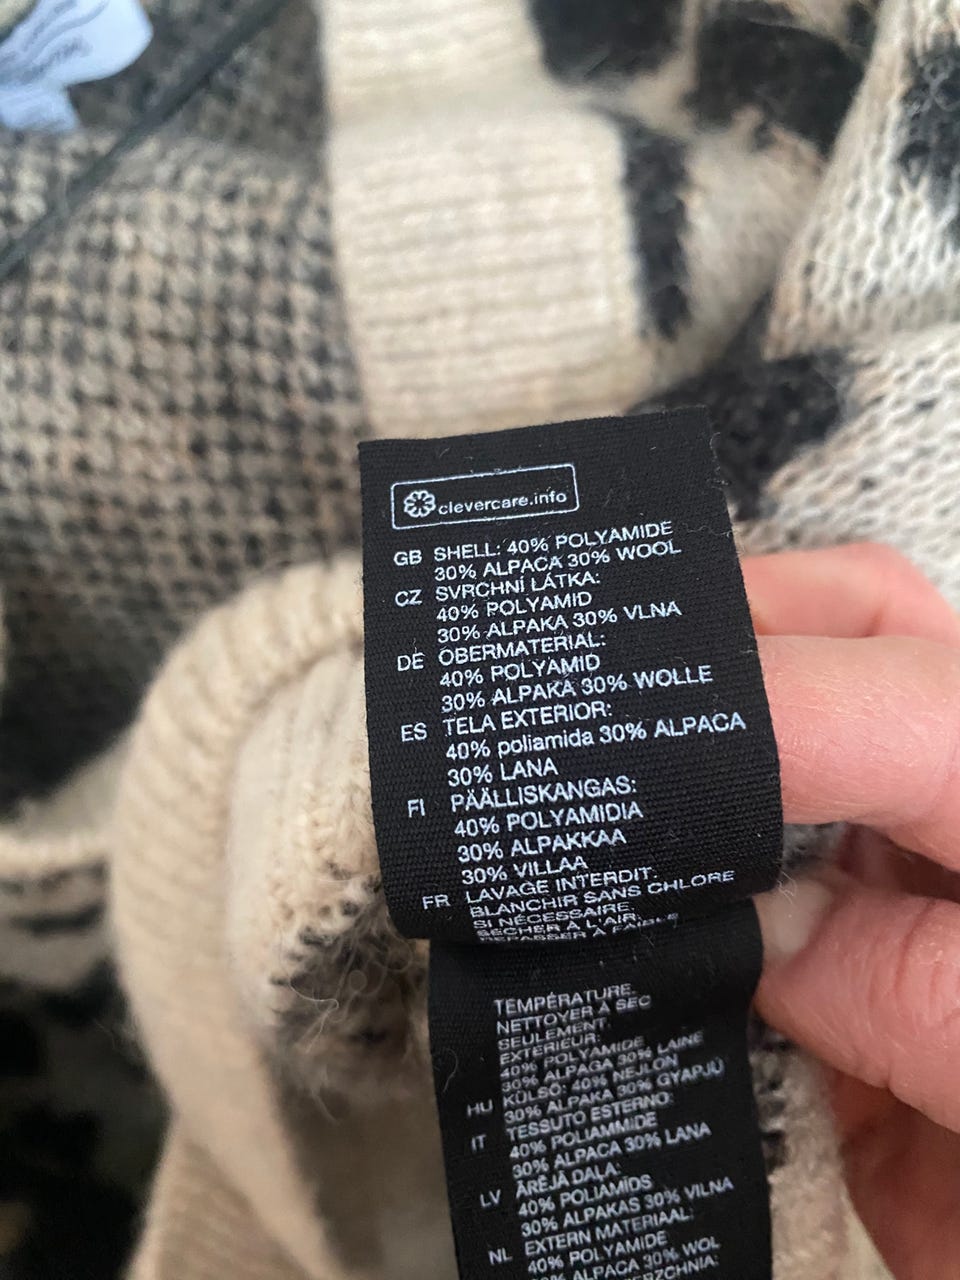 clevercare.info
GB SHELL: 40% POLYAMIDE
30% ALPACA 30% WOOL
CZ SVRCHNÍ LÁTKA:
40% POLYAMID
30% ALPAKA 30% VLNA
DE OBERMATERIAL:
40% POLYAMID
30% ALPAKA 30% WOLLE
ES TELA EXTERIOR:
40% poliamida 30% ALPACA
30% LANA
FI PÄÄLLISKANGAS:
40% POLYAMIDIA
30% ALPAKKAA
30% VILLAA
FR LAVAGE INTERDIT.
BLANCHIR SANS CHLORE
SI NÉCESSAIRE.
SÉCHER À L'AIR.
REPASSER À FAIBLE
TEMPÉRATURE.
NETTOYER À SEC
SEULEMENT.
EXTÉRIEUR:
40% POLYAMIDE
30% ALPAGA 30% LAINE
HU KÜLSŐ: 40% NEJLON
30% ALPAKA 30% GYAPJÚ
IT TESSUTO ESTERNO:
40% POLIAMMIDE
30% ALPACA 30% LANA
LV ĀRĒJĀ DAĻA:
40% POLIAMĪDS
30% ALPAKAS 30% VILNA
NL EXTERN MATERIAAL:
40% POLYAMIDE
30% ALPACA 30% WOL